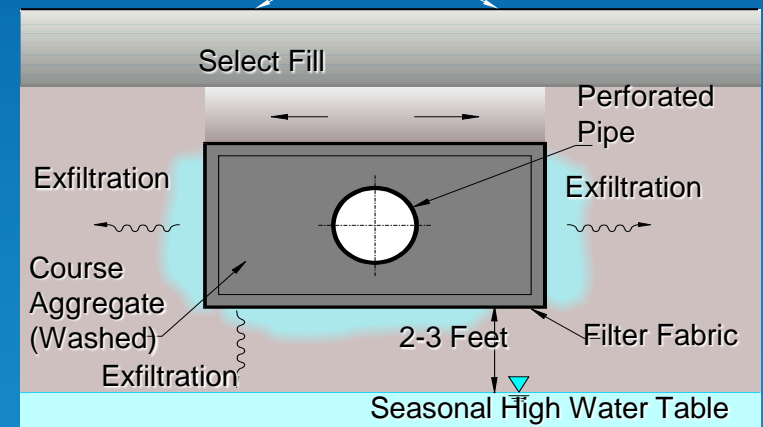 Select Fill
Perforated
Pipe
Exfiltration
Exfiltration
Course
Aggregate
(Washed)
2-3 Feet
Filter Fabric
Exfiltration
Seasonal High Water Table